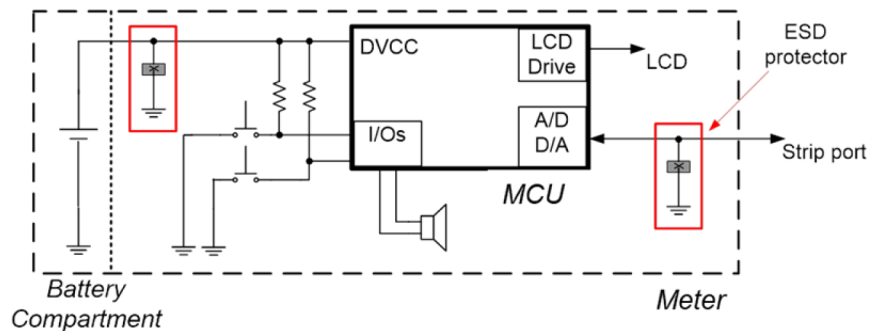 DVCC
LCD
Drive
LCD
ESD
protector
I/Os
A/D
D/A
Strip port
MCU
Battery
Compartment
Meter